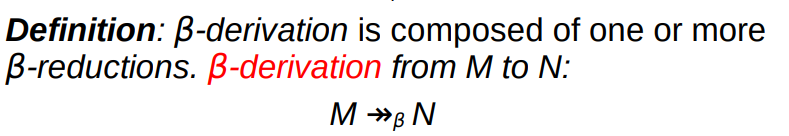 Definition: β-derivation is composed of one or more
β-reductions. β-derivation from M to N:
M ↠β N